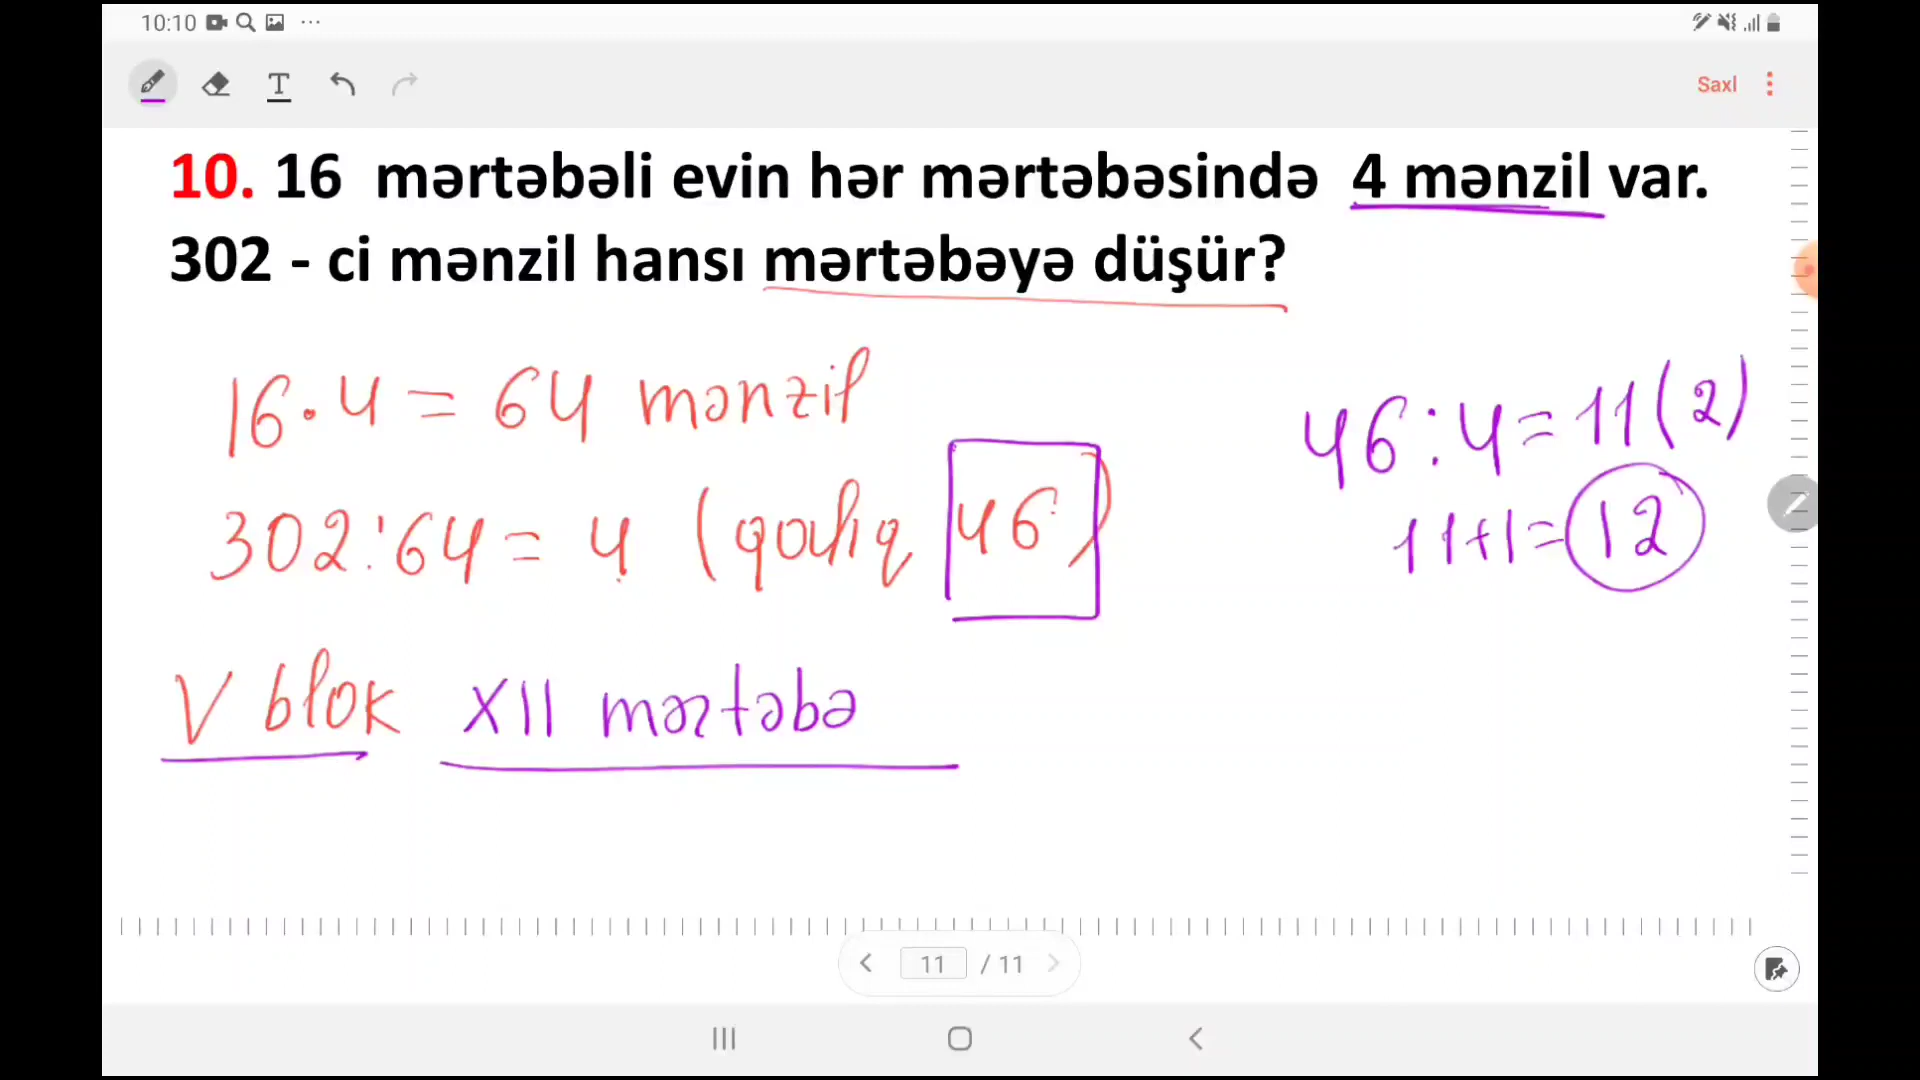 10:10
Saxl
10. 16 mərtəbəli evin hər mərtəbəsində 4 mənzil var.
302 - ci mənzil hansı mərtəbəyə düşür?
16 · 4 = 64 mənzil
302 : 64 = 4 (qalıq 46)
46 : 4 = 11 (2)
11+1=12
V blok XII mərtəbə
11 / 11